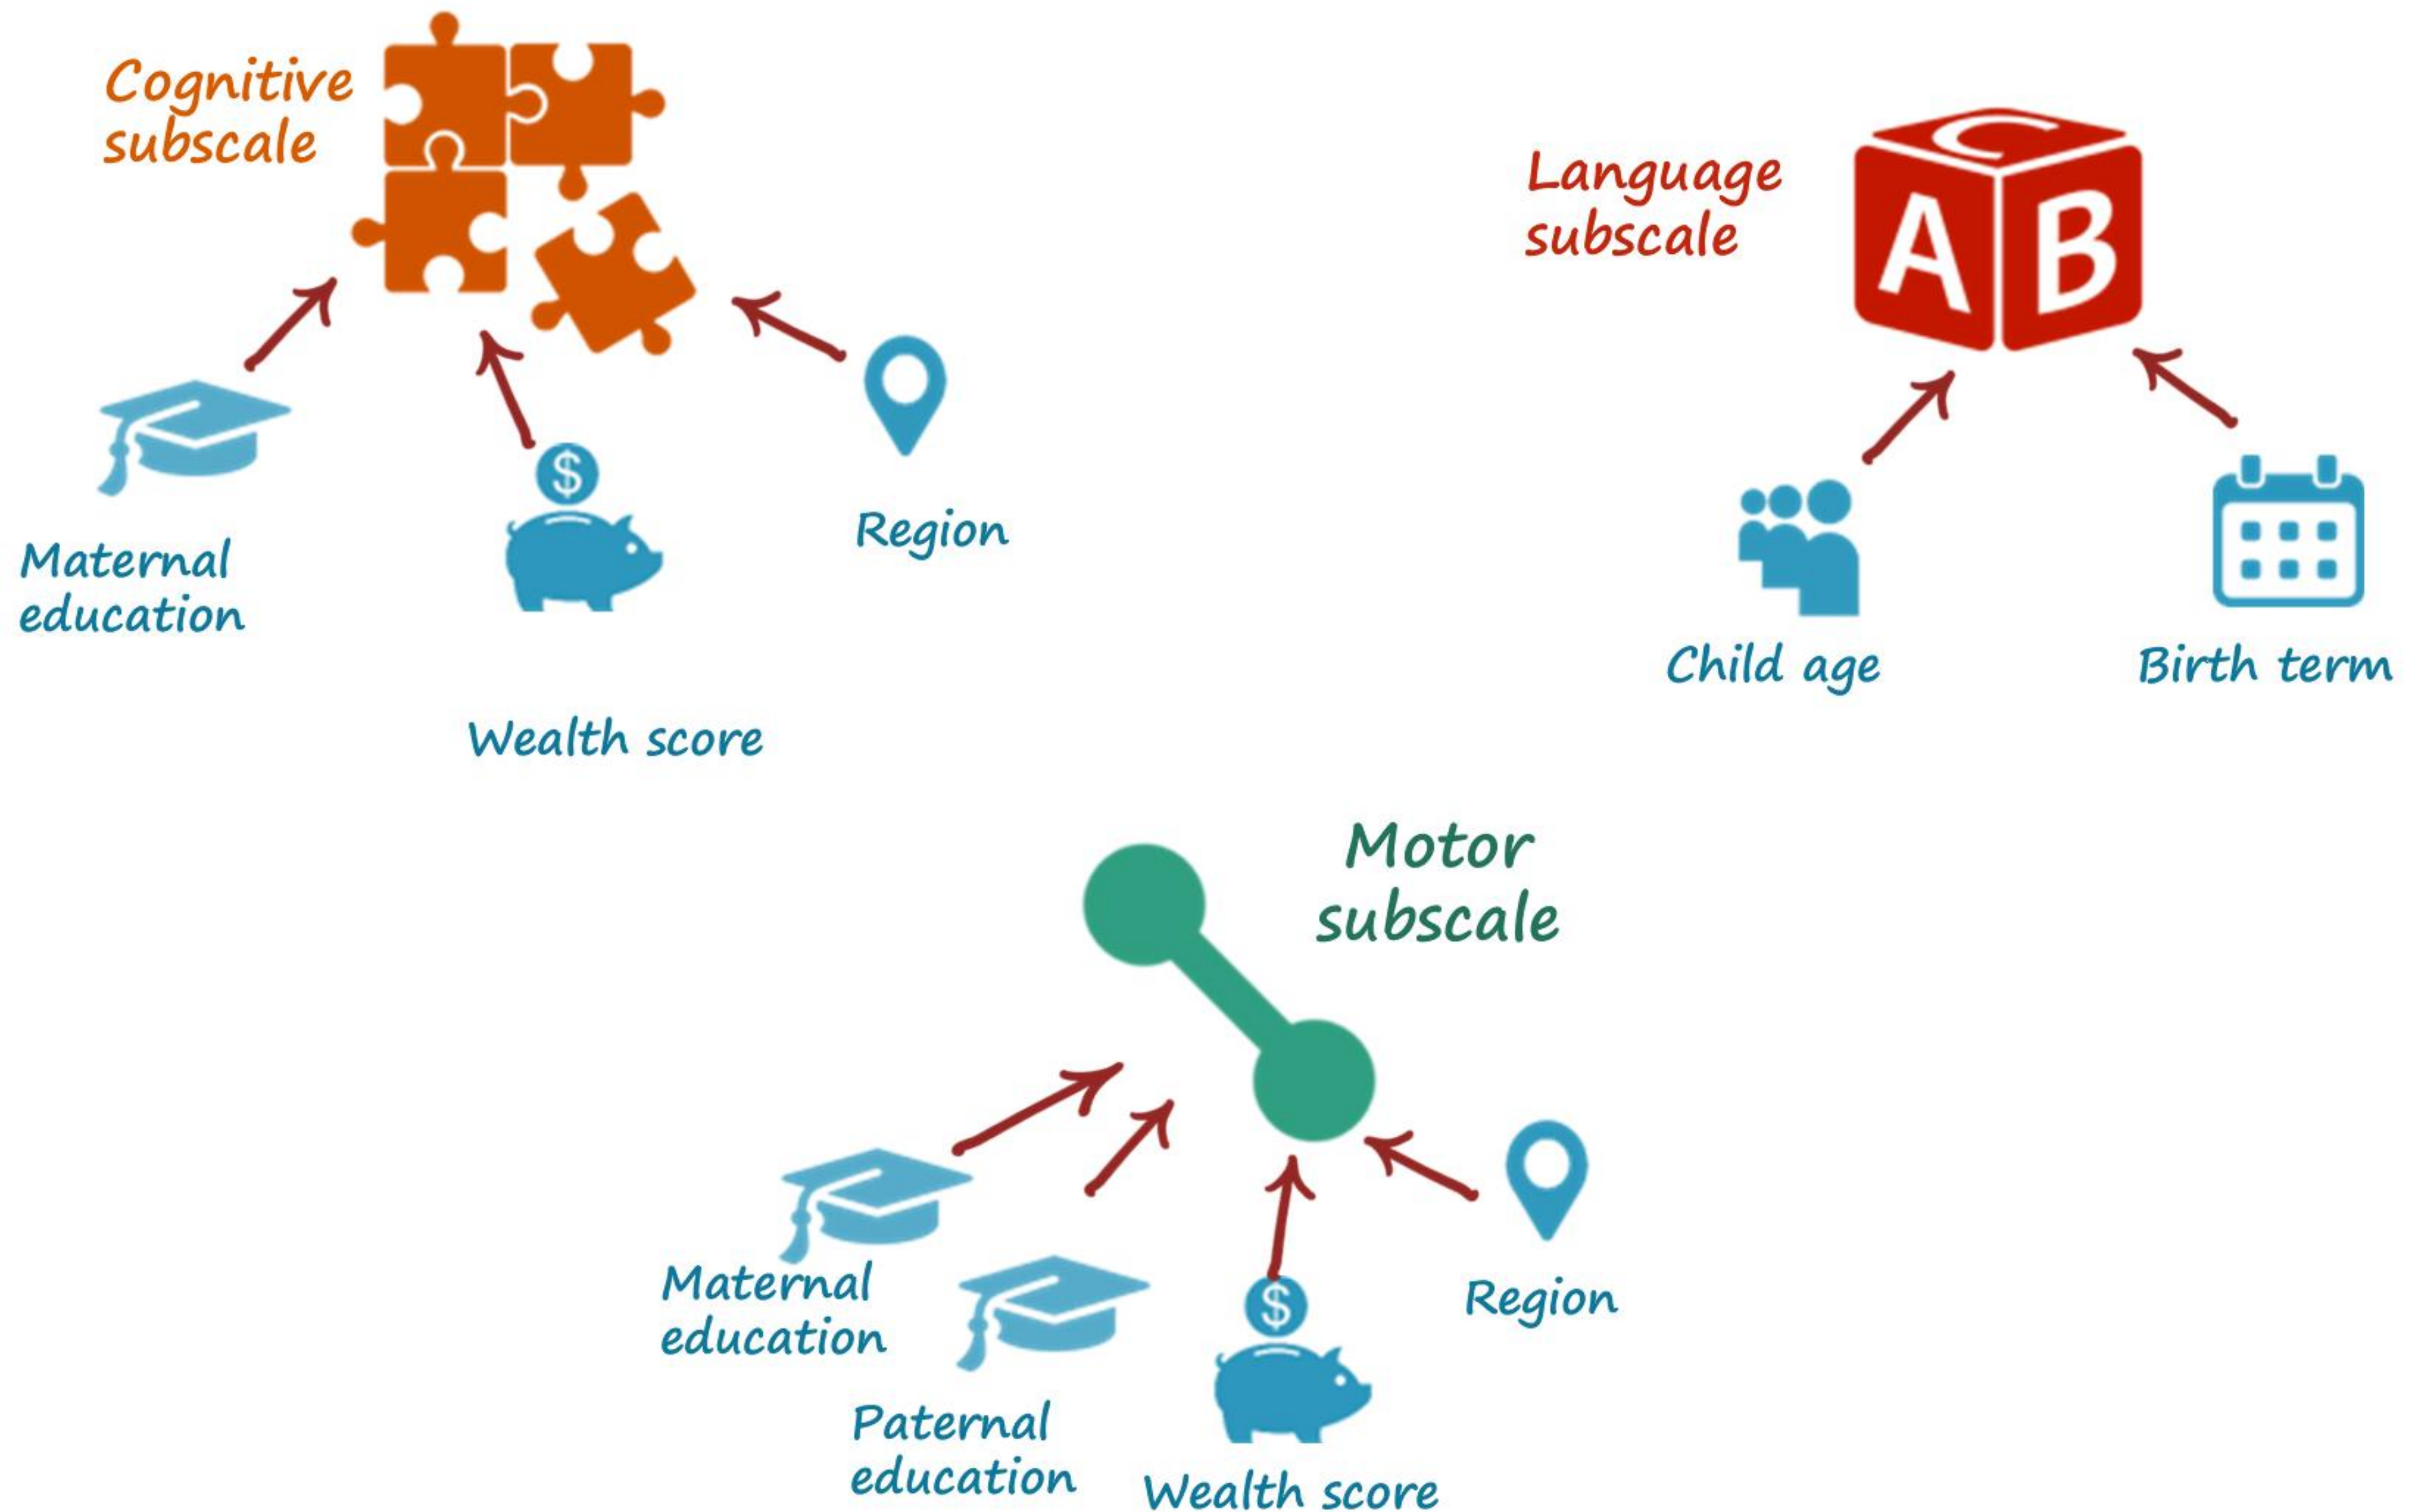 Cognitive
subscale
Maternal
education
$
Wealth score
Region
Language
subscale
C
A B
Child age
Birth term
Motor
subscale
Maternal
education
Paternal
education
$
Wealth score
Region